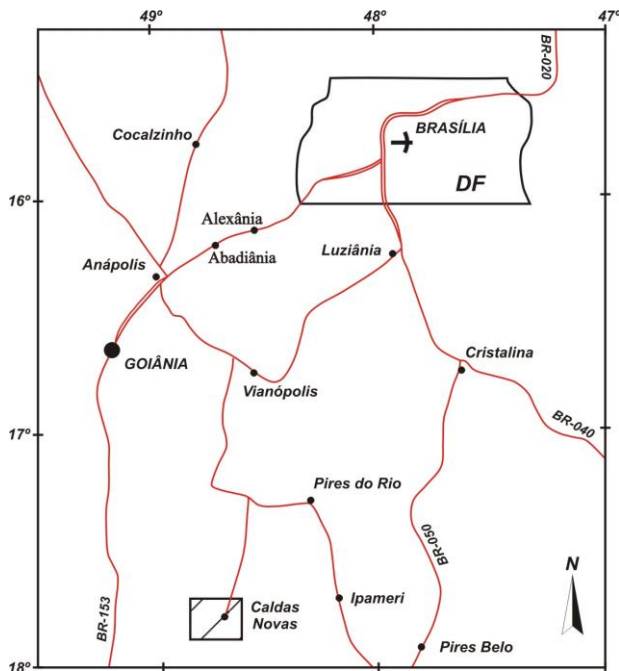 49º
48º
47º
BR-020
Cocalzinho
BRASÍLIA
DF
16º
Alexânia
Abadiânia
Luziânia
Anápolis
GOIÂNIA
Cristalina
Vianópolis
17º
BR-040
Pires do Rio
BR-050
N
BR-153
Caldas
Novas
Ipameri
Pires Belo
18º